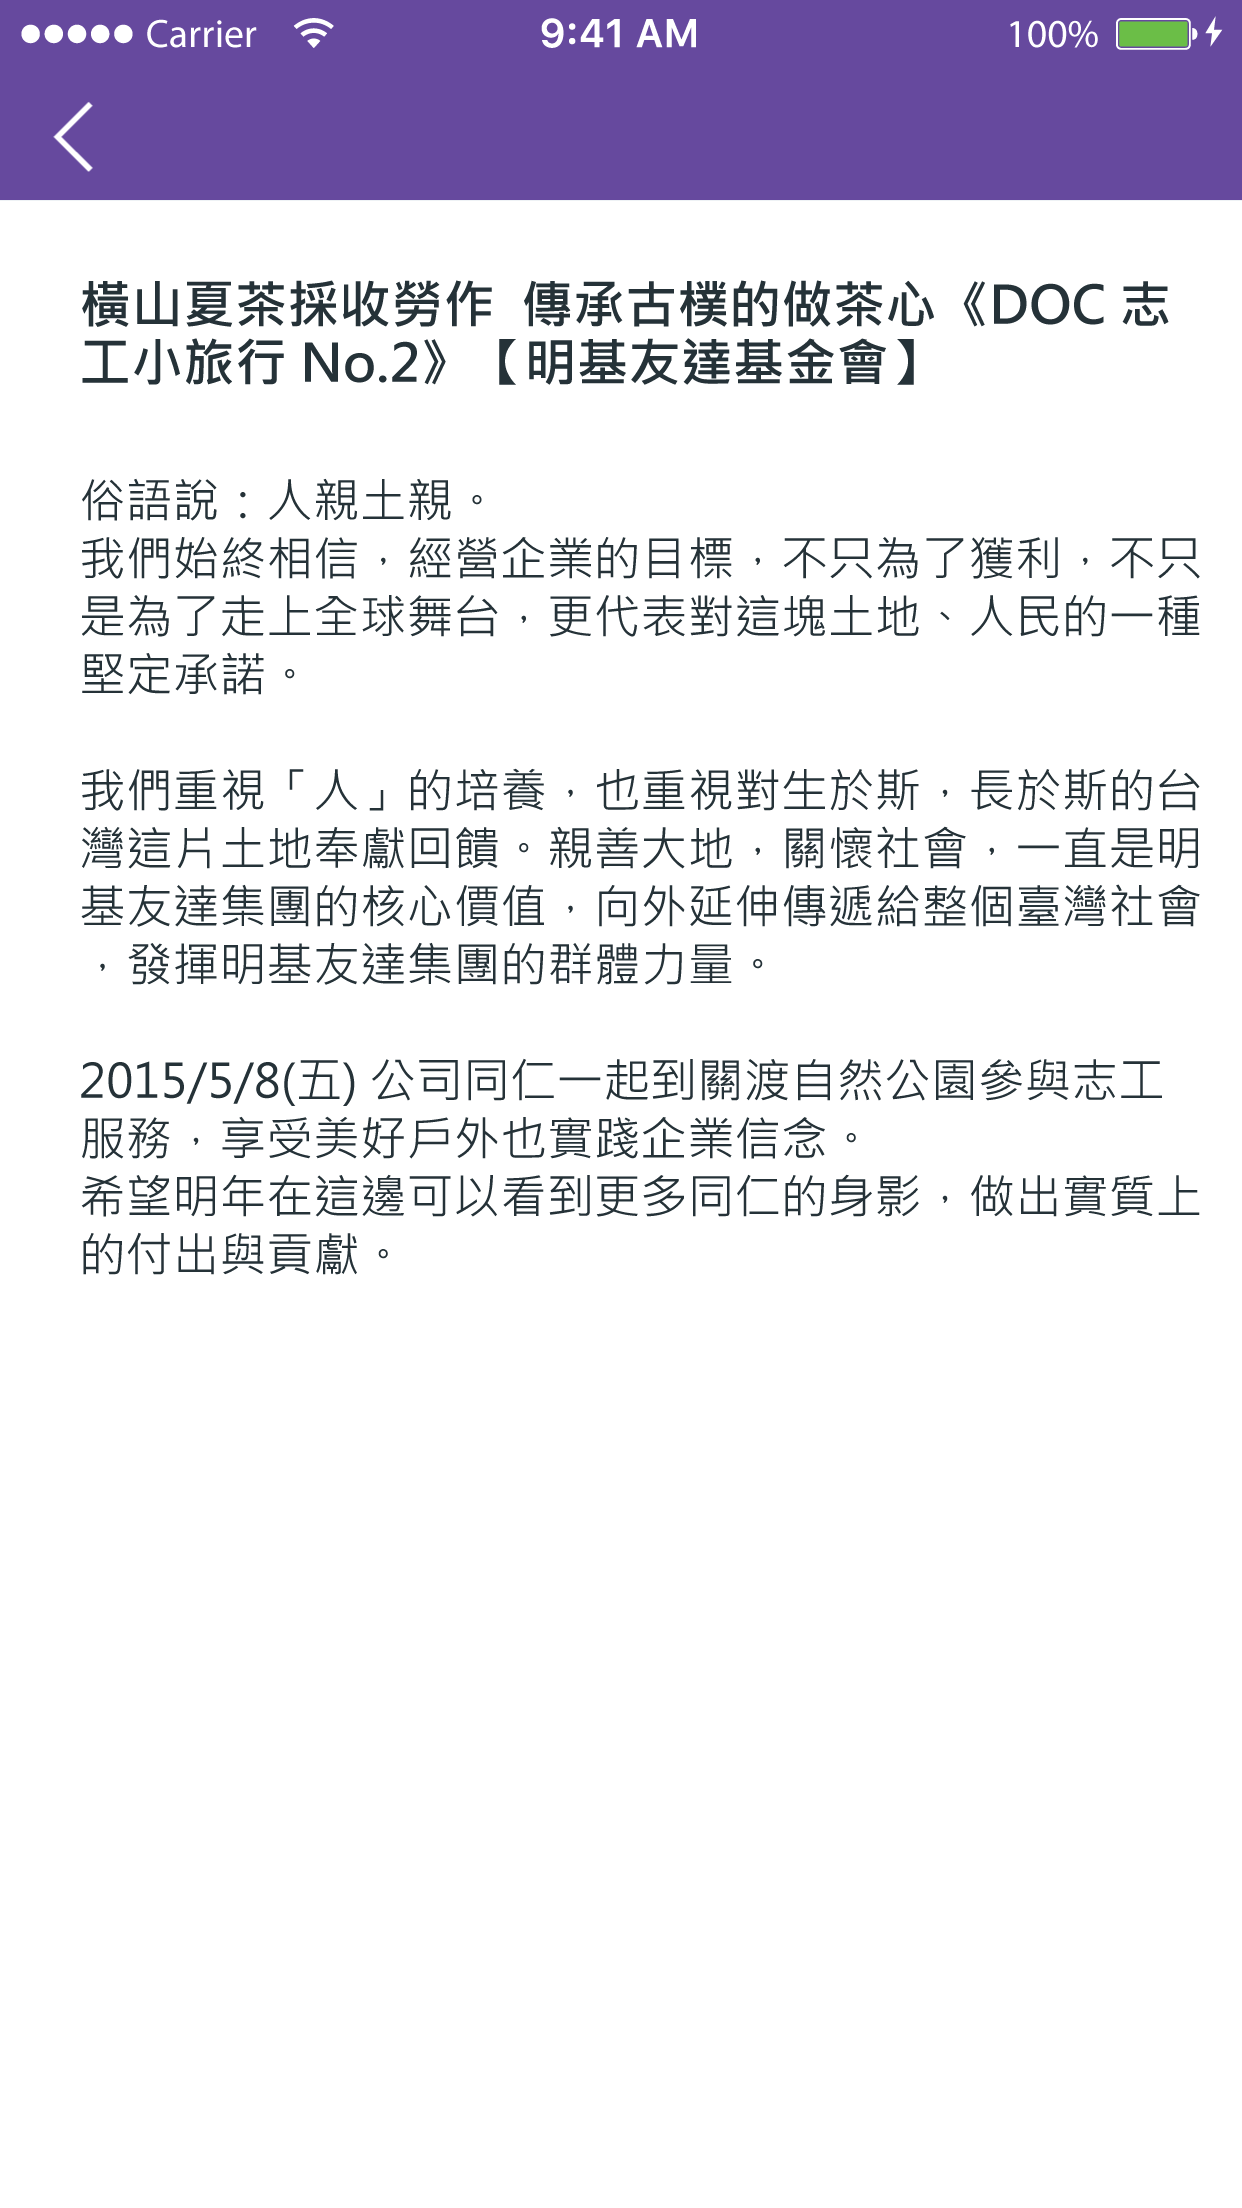 Carrier 9:41 AM 100%
橫山夏茶採收勞作 傳承古樸的做茶心《DOC 志
工小旅行 No.2》【明基友達基金會】
俗語說：人親土親。
我們始終相信，經營企業的目標，不只為了獲利，不只
是為了走上全球舞台，更代表對這塊土地、人民的一種
堅定承諾。
我們重視「人」的培養，也重視對生於斯，長於斯的台
灣這片土地奉獻回饋。親善大地，關懷社會，一直是明
基友達集團的核心價值，向外延伸傳遞給整個臺灣社會
，發揮明基友達集團的群體力量。
2015/5/8(五) 公司同仁一起到關渡自然公園參與志工
服務，享受美好戶外也實踐企業信念。
希望明年在這邊可以看到更多同仁的身影，做出實質上
的付出與貢獻。